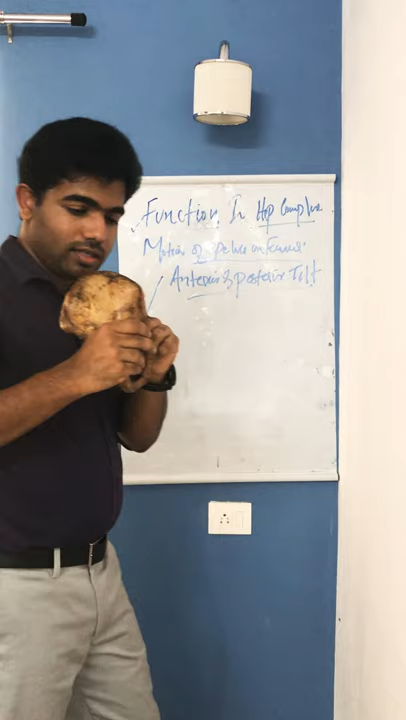 Function In Hip Complex
Motion of pelvis on Femur.
Anterior & posterior Tilt